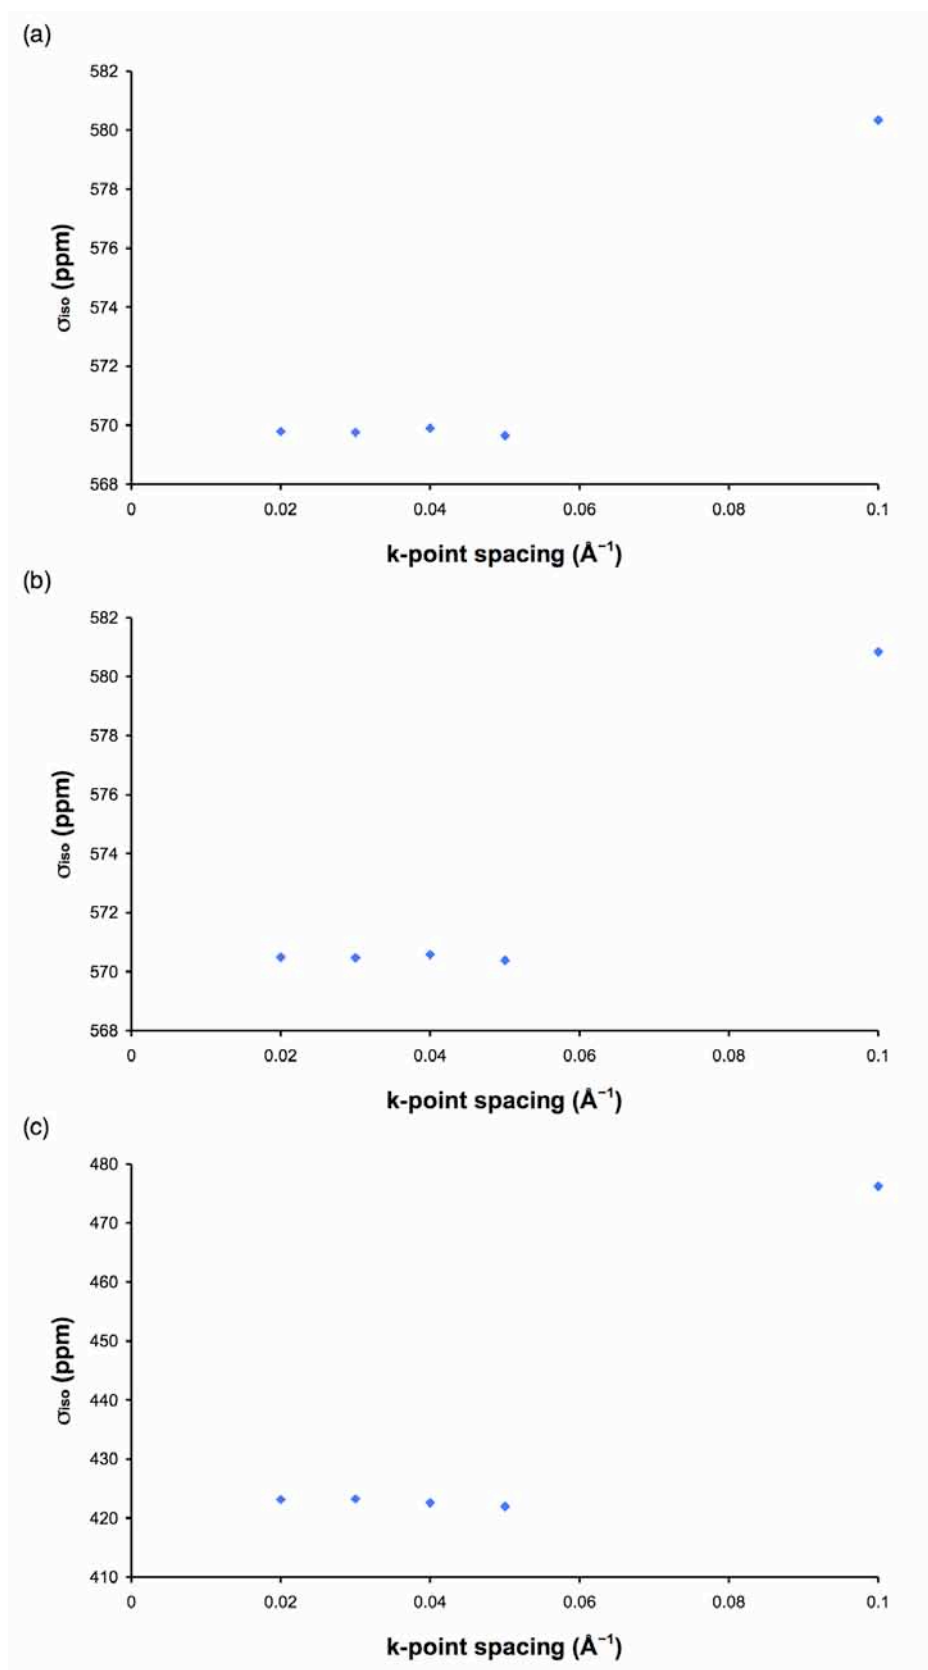 (a)
582
580
578
576
574
572
570
568
σiso (ppm)
0 0.02 0.04 0.06 0.08 0.1
k-point spacing (Å⁻¹)
(b)
582
580
578
576
574
572
570
568
σiso (ppm)
0 0.02 0.04 0.06 0.08 0.1
k-point spacing (Å⁻¹)
(c)
480
470
460
450
440
430
420
410
σiso (ppm)
0 0.02 0.04 0.06 0.08 0.1
k-point spacing (Å⁻¹)